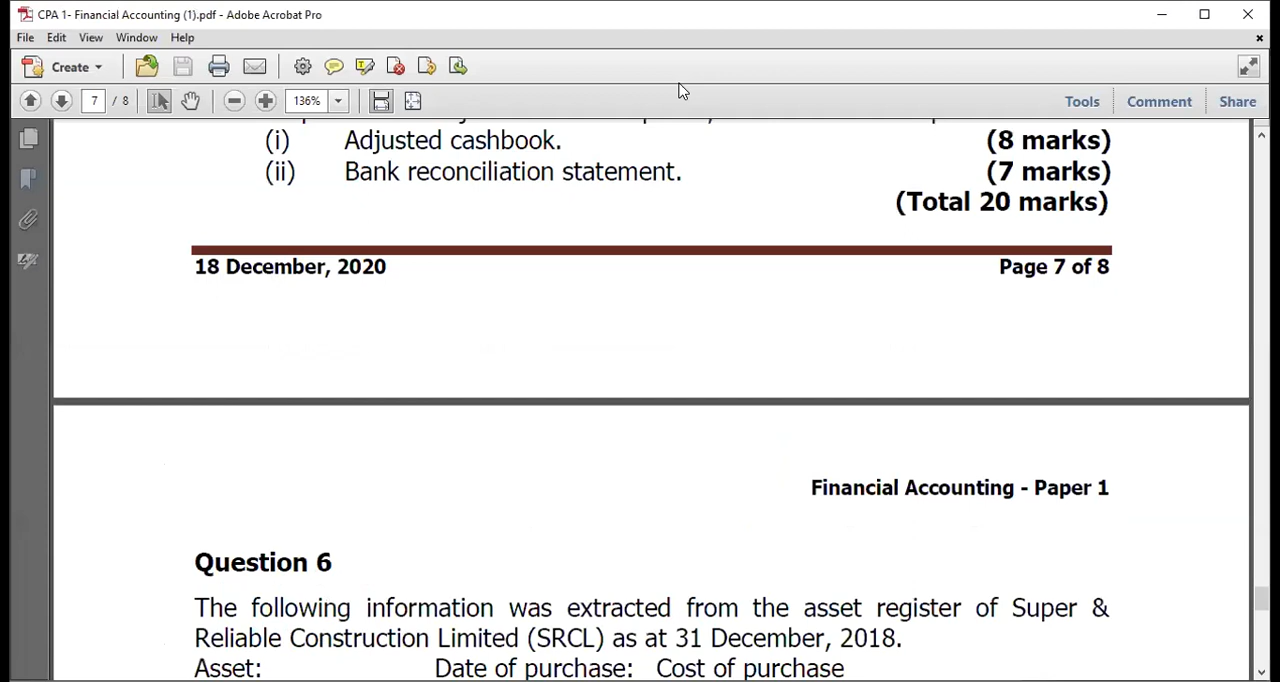 CPA 1- Financial Accounting (1).pdf - Adobe Acrobat Pro
File Edit View Window Help
Create
7 / 8 136% Tools Comment Share
(i) Adjusted cashbook. (8 marks)
(ii) Bank reconciliation statement. (7 marks)
(Total 20 marks)
18 December, 2020 Page 7 of 8
Financial Accounting - Paper 1
Question 6
The following information was extracted from the asset register of Super &
Reliable Construction Limited (SRCL) as at 31 December, 2018.
Asset: Date of purchase: Cost of purchase